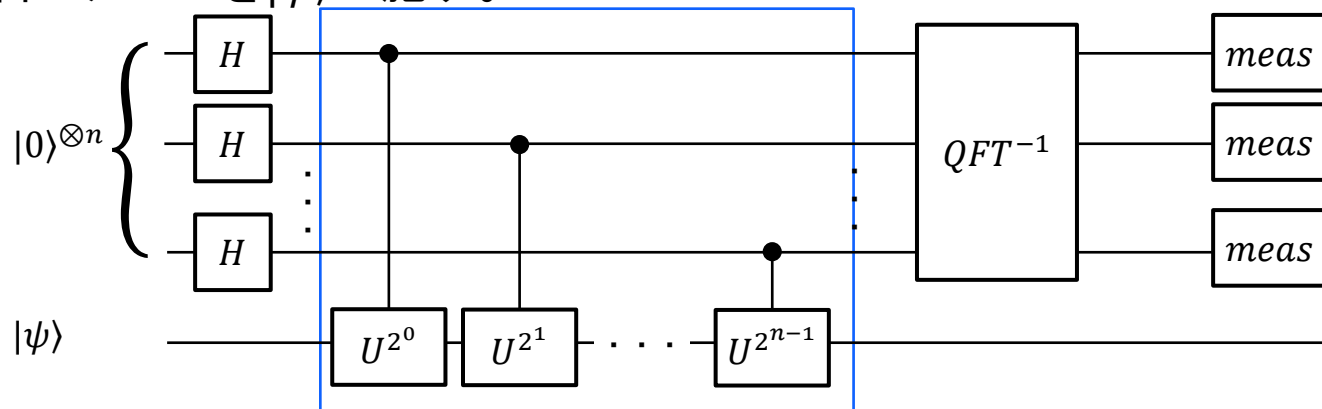 H
meas
|0⟩^{⊗n}
H
QFT^{-1}
meas
H
meas
|ψ⟩
U^{2^0}
U^{2^1}
· · · ·
U^{2^{n-1}}